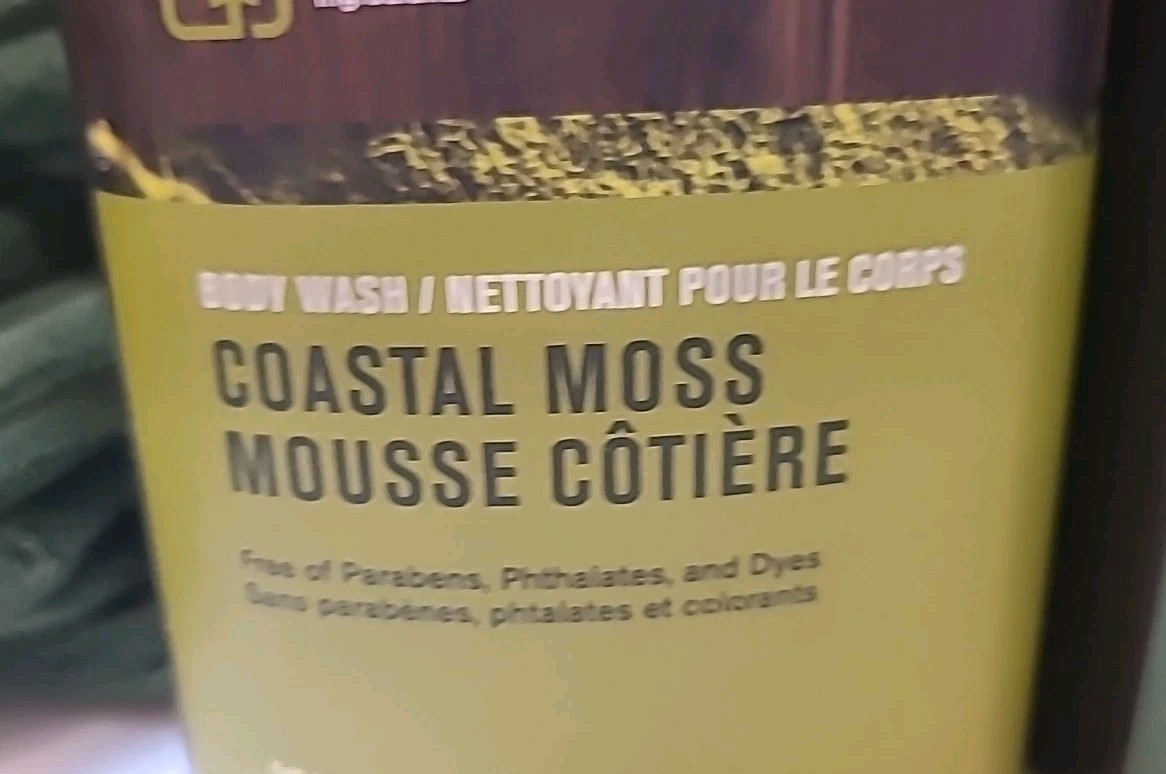 BODY WASH / NETTOYANT POUR LE CORPS
COASTAL MOSS
MOUSSE CÔTIÈRE
Free of Parabens, Phthalates, and Dyes
Sans parabènes, phtalates et colorants